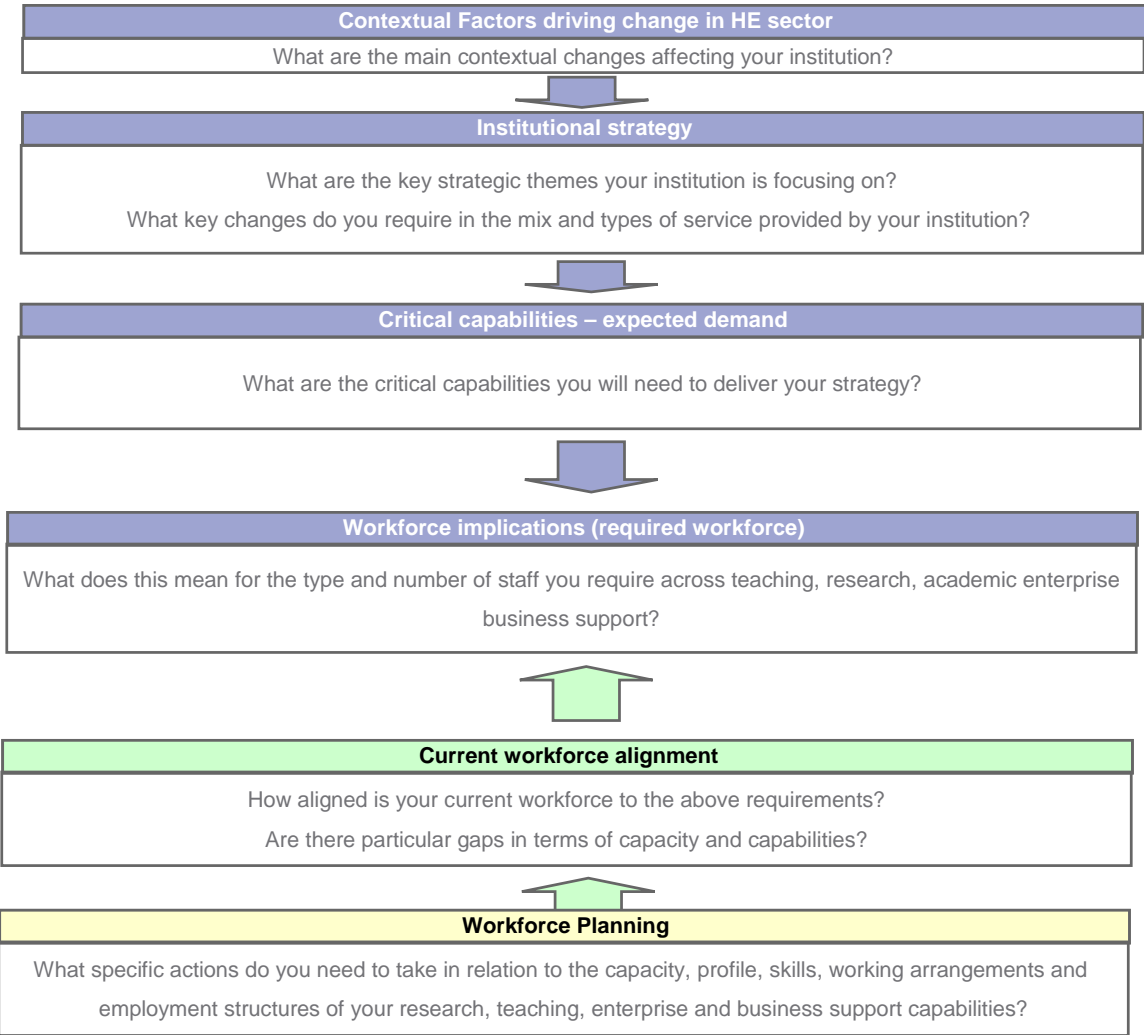 Contextual Factors driving change in HE sector
What are the main contextual changes affecting your institution?
Institutional strategy
What are the key strategic themes your institution is focusing on?
What key changes do you require in the mix and types of service provided by your institution?
Critical capabilities – expected demand
What are the critical capabilities you will need to deliver your strategy?
Workforce implications (required workforce)
What does this mean for the type and number of staff you require across teaching, research, academic enterprise
business support?
Current workforce alignment
How aligned is your current workforce to the above requirements?
Are there particular gaps in terms of capacity and capabilities?
Workforce Planning
What specific actions do you need to take in relation to the capacity, profile, skills, working arrangements and
employment structures of your research, teaching, enterprise and business support capabilities?